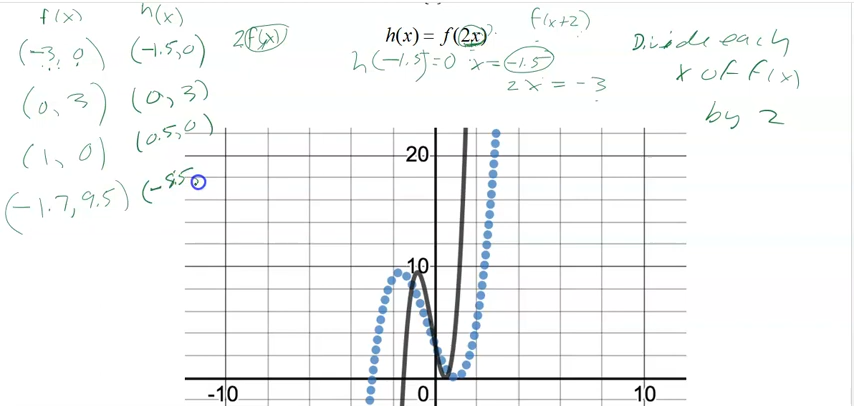 f(x) h(x)
(-3, 0) (-1.5, 0)
(0, 3) (0, 3)
(1, 0) (0.5, 0)
(-1.7, 9.5)
2f(x)
h(x) = f(2x)
f(x+2)
h(-1.5) = 0 x = -1.5
2x = -3
Divide each
x of f(x)
by 2
20
10
-10 0 10